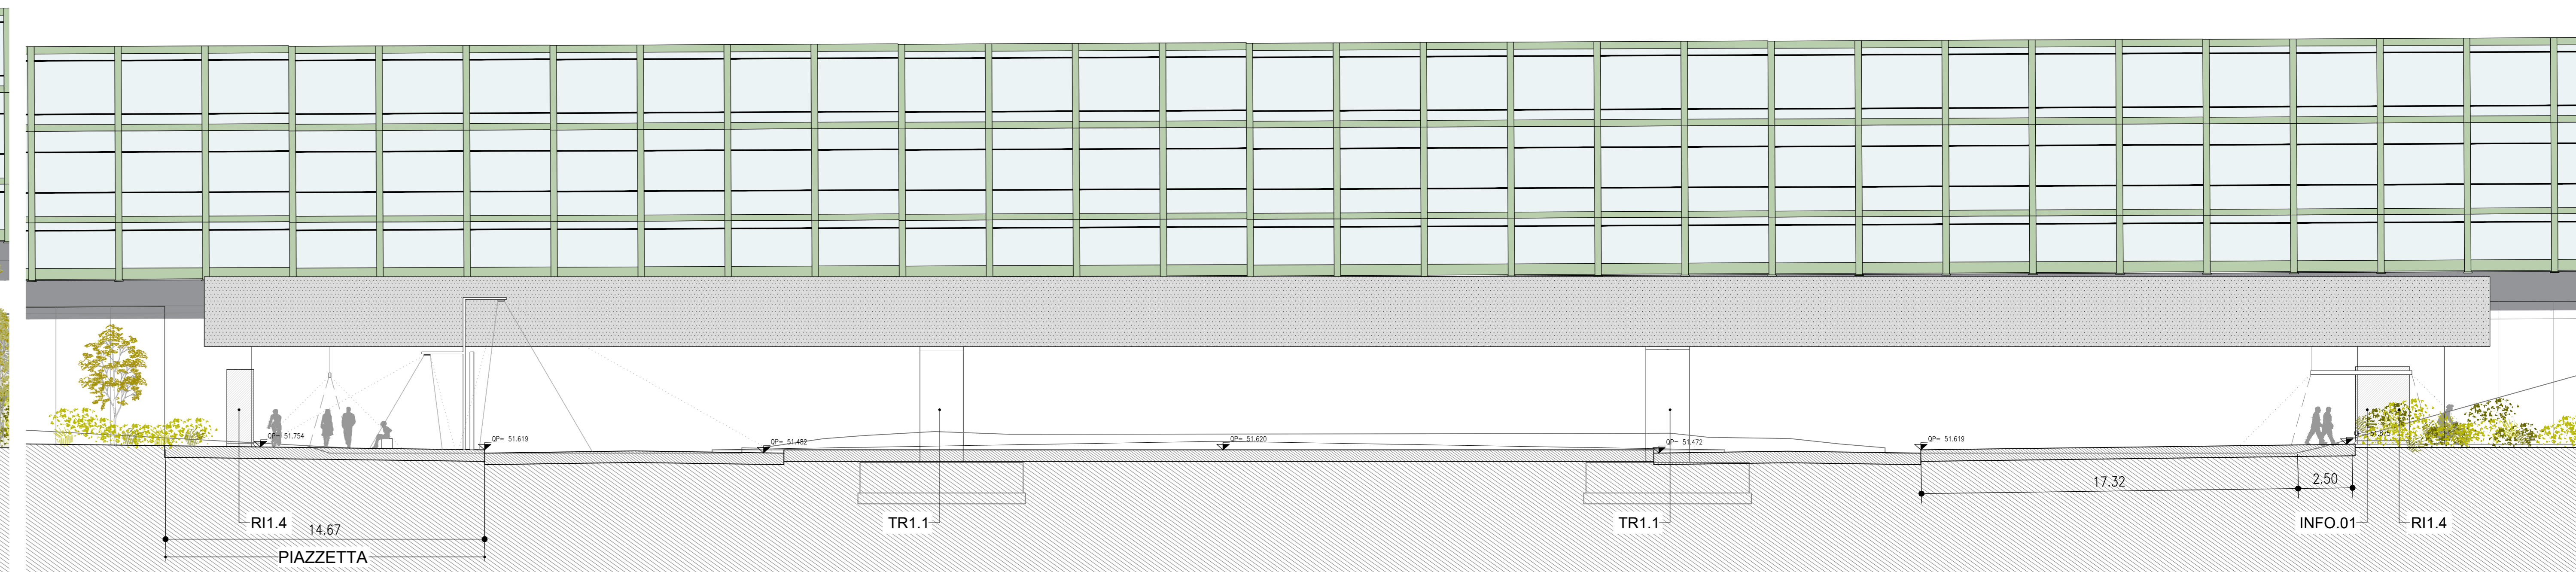 QP= 51.754
QP= 51.619
QP= 51.482
QP= 51.620
QP= 51.472
QP= 51.619
QP=
17.32
2.50
RI1.4
14.67
TR1.1
TR1.1
INFO.01
RI1.4
PIAZZETTA